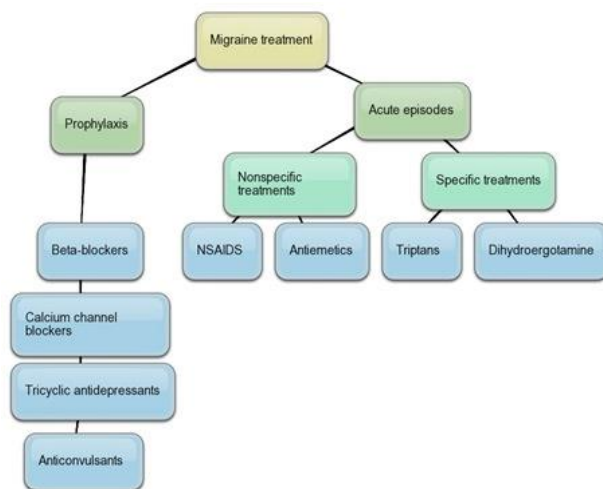 Migraine treatment
Prophylaxis
Acute episodes
Nonspecific
treatments
Specific treatments
Beta-blockers
NSAIDS
Antiemetics
Triptans
Dihydroergotamine
Calcium channel
blockers
Tricyclic antidepressants
Anticonvulsants